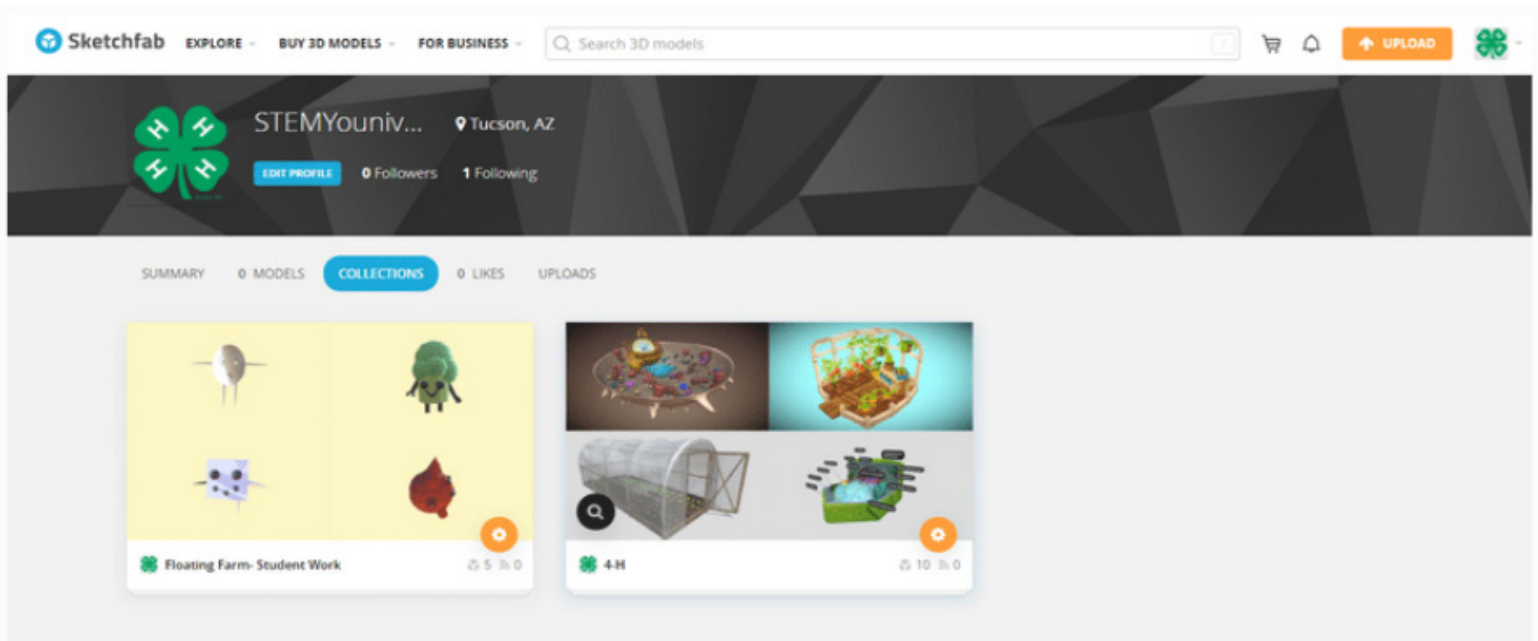 Sketchfab EXPLORE BUY 3D MODELS FOR BUSINESS Search 3D models / UPLOAD
H H H H
STEMYouniv... Tucson, AZ
EDIT PROFILE 0 Followers 1 Following
SUMMARY 0 MODELS COLLECTIONS 0 LIKES UPLOADS
Floating Farm- Student Work 5 0
4-H 10 0